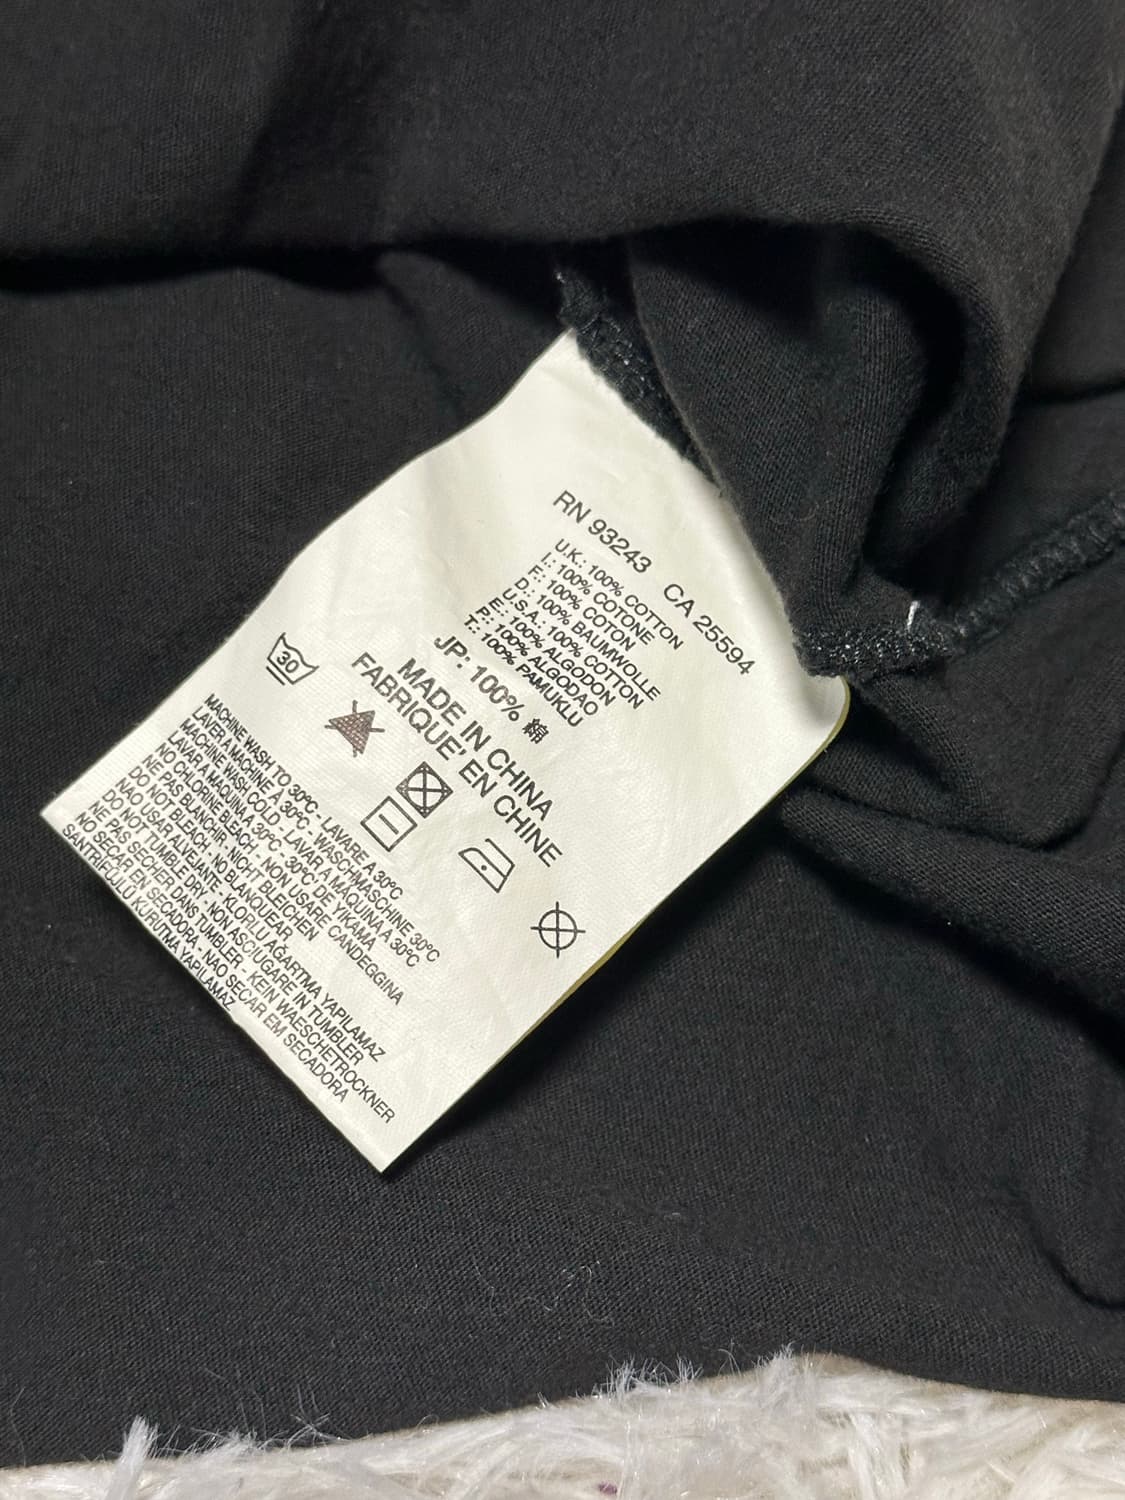 RN 93243 CA 25594
U.K.: 100% COTTON
I.: 100% COTONE
F.: 100% COTON
D.: 100% BAUMWOLLE
U.S.A.: 100% COTTON
E.: 100% ALGODON
P.: 100% ALGODAO
T.: 100% PAMUKLU
JP: 100% 綿
MADE IN CHINA
FABRIQUE' EN CHINE
30
MACHINE WASH TO 30°C - LAVARE A 30°C
LAVER A MACHINE À 30°C - WASCHMASCHINE 30°C
MACHINE WASH COLD - LAVAR A MÁQUINA A 30°C
LAVAR A MAQUINA A 30°C- 30°C' DE YIKAMA
NO CHLORINE BLEACH - NON USARE CANDEGGINA
NE PAS BLANCHIR - NICHT BLEICHEN
DO NOT BLEACH - NO BLANQUEAR
NAO USAR ALVEJANTE - KLORLU AĞARTMA YAPILAMAZ
DO NOT TUMBLE DRY - NON ASCIUGARE IN TUMBLER
NE PAS SECHER DANS TUMBLER - KEIN WAESCHETROCKNER
NO SECAR EN SECADORA - NAO SECAR EM SECADORA
SANTRIFÜJLÜ KURUTMA YAPILAMAZ